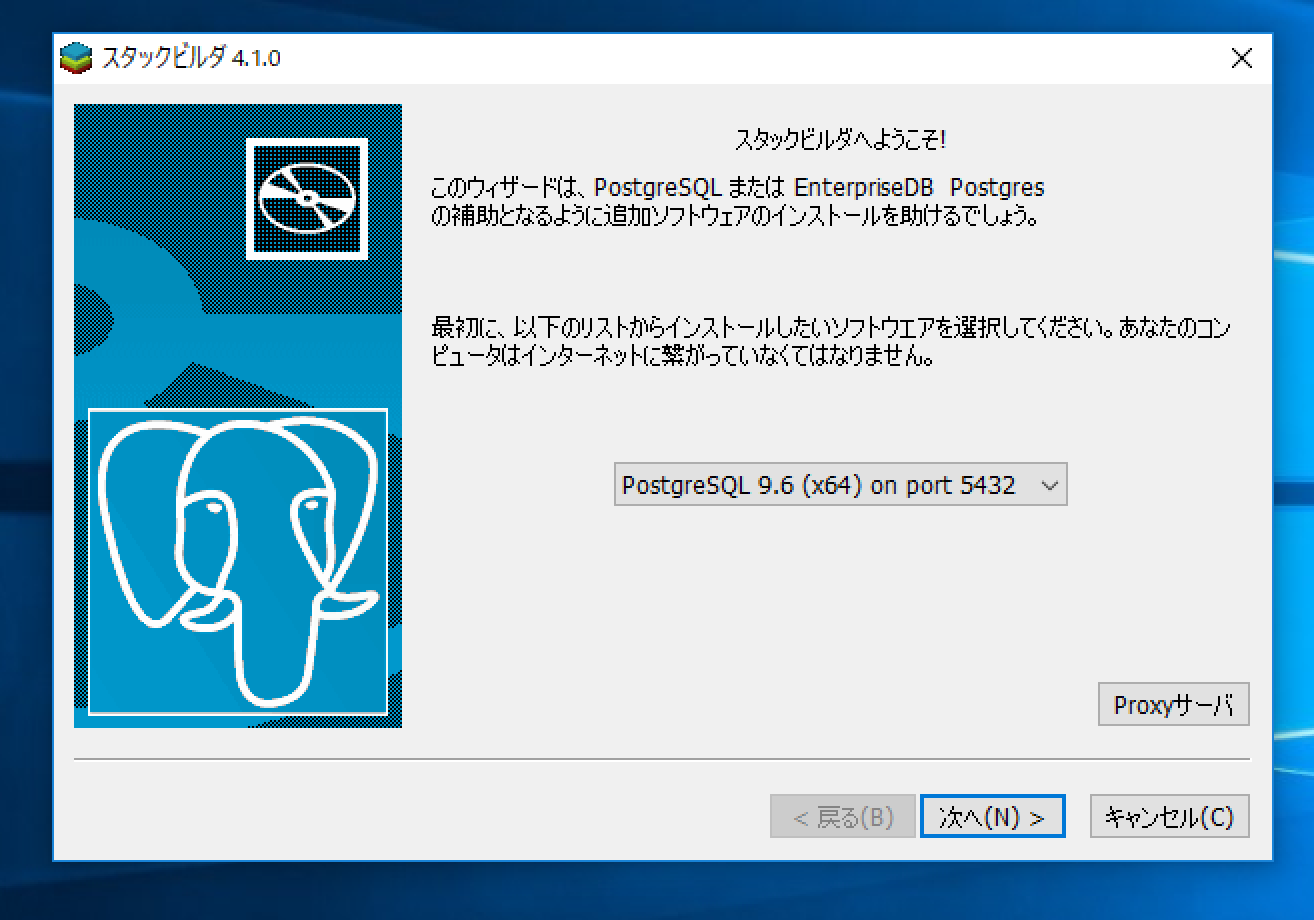 スタックビルダ 4.1.0
スタックビルダへようこそ!
このウィザードは、PostgreSQL または EnterpriseDB Postgres
の補助となるように追加ソフトウェアのインストールを助けるでしょう。
最初に、以下のリストからインストールしたいソフトウエアを選択してください。あなたのコン
ピュータはインターネットに繋がっていなくてはなりません。
PostgreSQL 9.6 (x64) on port 5432
Proxyサーバ
< 戻る(B)
次へ(N) >
キャンセル(C)